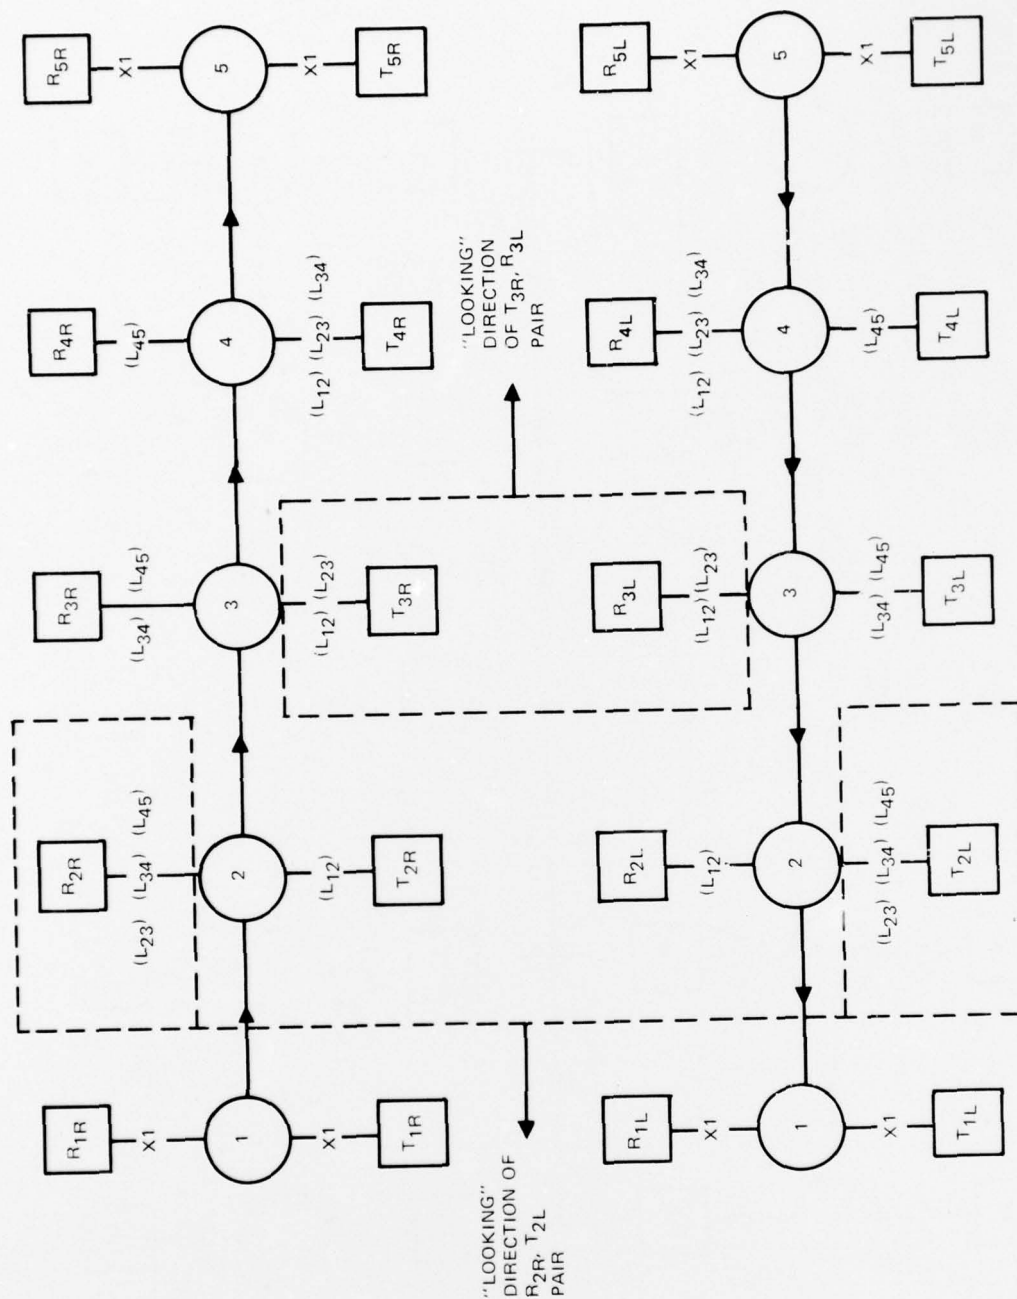 R1R
R2R
R3R
R4R
R5R
X1
(L23) (L34) (L45)
(L34) (L45)
(L45)
X1
1
2
3
4
5
X1
(L12)
(L12) (L23)
(L12) (L23) (L34)
X1
T1R
T2R
T3R
T4R
T5R
"LOOKING"
DIRECTION OF
R2R, T2L
PAIR
"LOOKING"
DIRECTION
OF T3R, R3L
PAIR
R1L
R2L
R3L
R4L
R5L
X1
(L12)
(L12) (L23)
(L12) (L23) (L34)
X1
1
2
3
4
5
X1
(L23) (L34) (L45)
(L34) (L45)
(L45)
X1
T1L
T2L
T3L
T4L
T5L